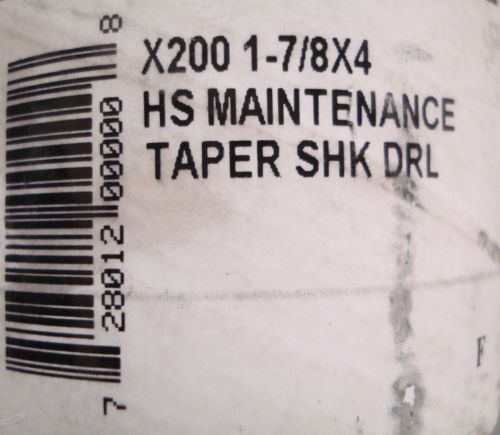 X200 1-7/8X4
HS MAINTENANCE
TAPER SHK DRL
7 28012 00000 8
F